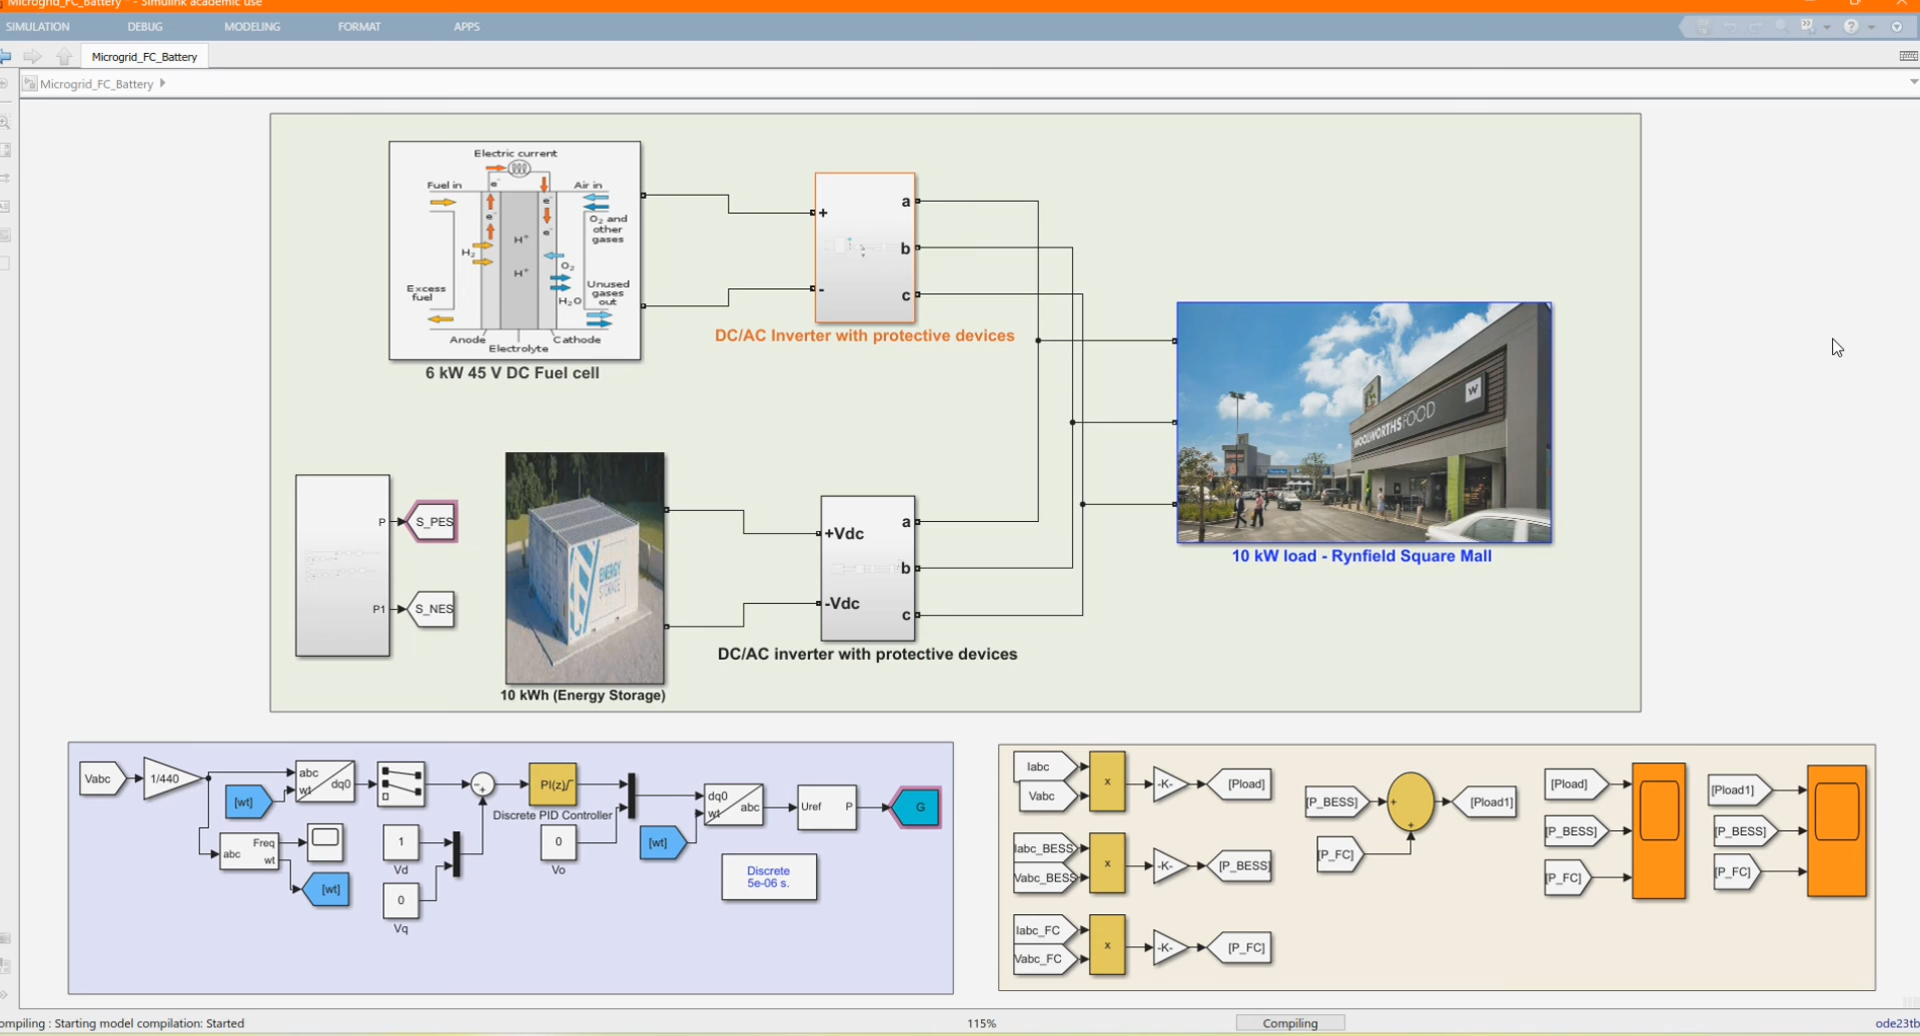 Microgrid_FC_Battery * - Simulink academic use
SIMULATION
DEBUG
MODELING
FORMAT
APPS
Microgrid_FC_Battery
Microgrid_FC_Battery
Electric current
Fuel in
Air in
e⁻
e⁻
e⁻
e⁻
e⁻
O₂ and
other
gases
H⁺
H₂
H⁺
O₂
Excess
fuel
H₂O
Unused
gases
out
Anode
Cathode
Electrolyte
6 kW 45 V DC Fuel cell
+
-
a
b
c
DC/AC Inverter with protective devices
W
WOOLWORTHS FOOD
10 kW load - Rynfield Square Mall
P
S_PES
P1
S_NES
ENERGY
STORAGE
10 kWh (Energy Storage)
+Vdc
-Vdc
a
b
c
DC/AC inverter with protective devices
Vabc
1/440
[wt]
abc
wt
dq0
abc
Freq
wt
[wt]
1
Vd
0
Vq
+
-
PI(z)
Discrete PID Controller
0
Vo
[wt]
dq0
wt
abc
Uref
P
G
Discrete
5e-06 s.
Iabc
Vabc
x
-K-
[Pload]
Iabc_BESS
Vabc_BESS
x
-K-
[P_BESS]
Iabc_FC
Vabc_FC
x
-K-
[P_FC]
[P_BESS]
[P_FC]
+
+
[Pload1]
[Pload]
[P_BESS]
[P_FC]
[Pload1]
[P_BESS]
[P_FC]
ompiling : Starting model compilation: Started
115%
Compiling
ode23tb